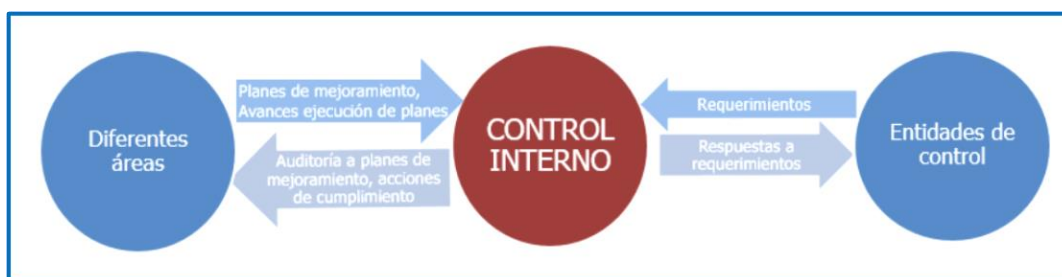 Diferentes
áreas
Planes de mejoramiento,
Avances ejecución de planes
Auditoría a planes de
mejoramiento, acciones
de cumplimiento
CONTROL
INTERNO
Requerimientos
Respuestas a
requerimientos
Entidades de
control